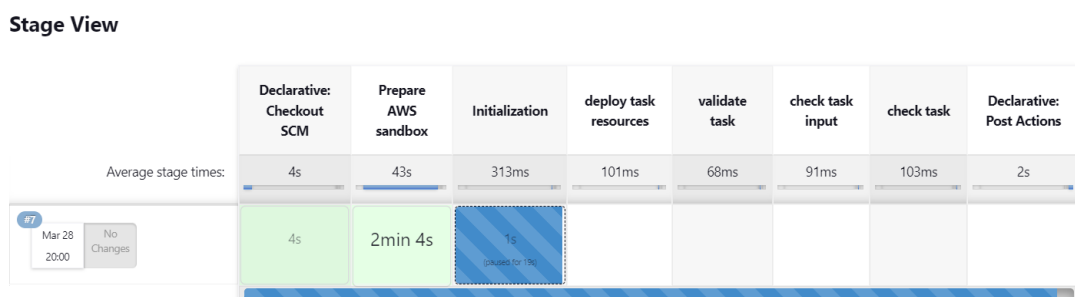 Stage View
Declarative:
Checkout
SCM
Prepare
AWS
sandbox
Initialization
deploy task
resources
validate
task
check task
input
check task
Declarative:
Post Actions
Average stage times:
4s
43s
313ms
101ms
68ms
91ms
103ms
2s
#7
Mar 28
20:00
No
Changes
4s
2min 4s
1s
(paused for 19s)